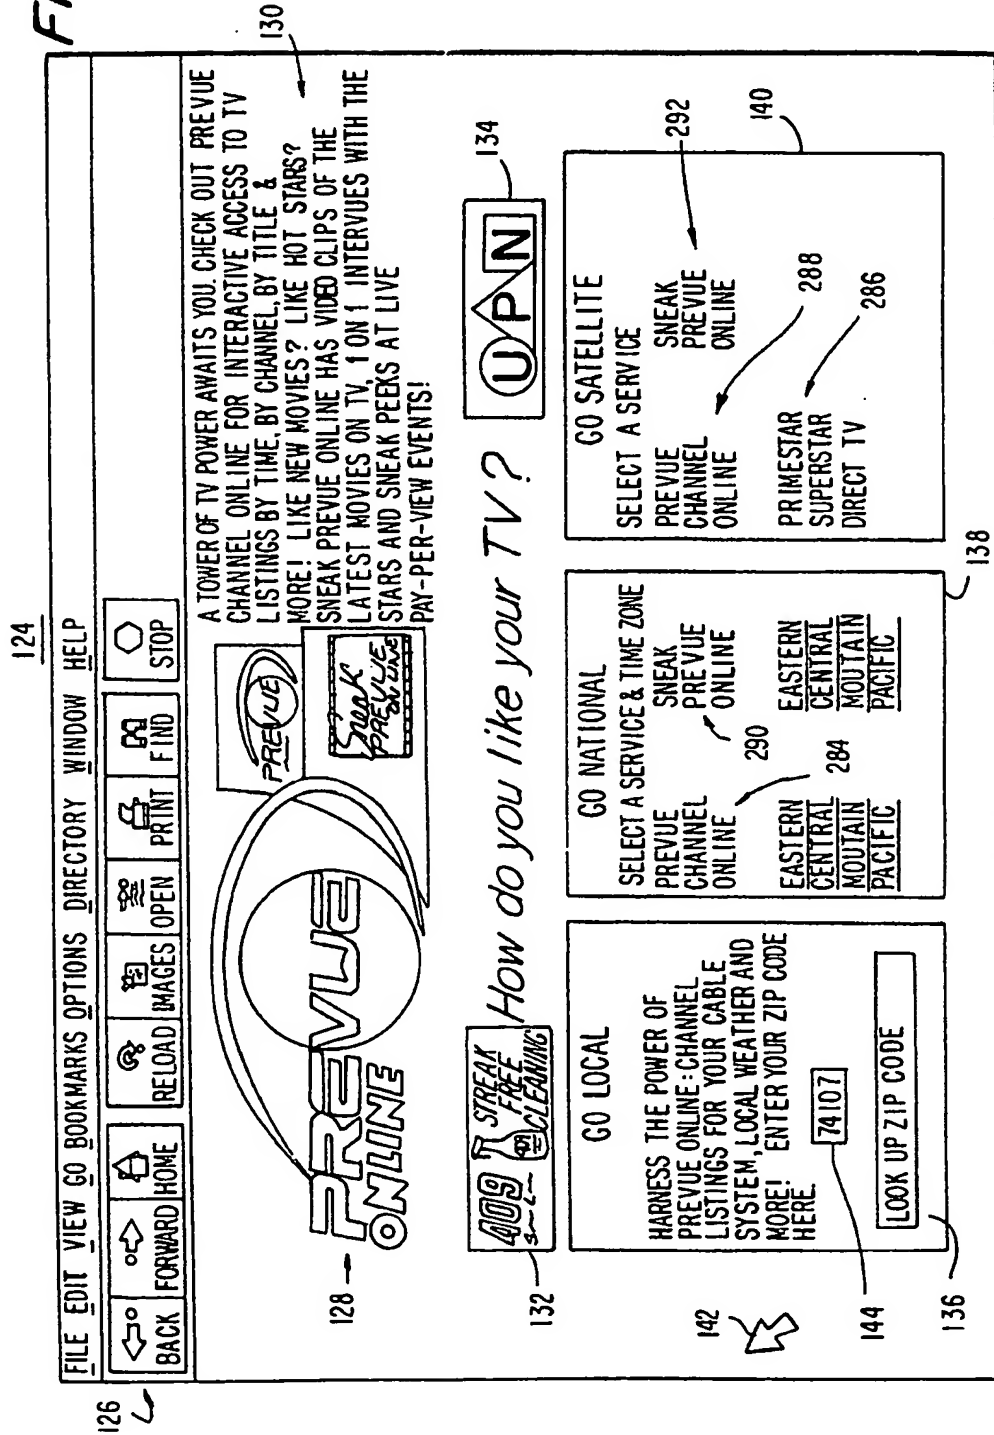 124
126
FILE EDIT VIEW GO BOOKMARKS OPTIONS DIRECTORY WINDOW HELP
BACK FORWARD HOME RELOAD IMAGES OPEN PRINT FIND STOP
128
PREVUE
ONLINE
PREVUE
Sneak
PREVUE
ON LINE
130
A TOWER OF TV POWER AWAITS YOU. CHECK OUT PREVUE
CHANNEL ONLINE FOR INTERACTIVE ACCESS TO TV
LISTINGS BY TIME, BY CHANNEL, BY TITLE &
MORE! LIKE NEW MOVIES? LIKE HOT STARS?
SNEAK PREVUE ONLINE HAS VIDEO CLIPS OF THE
LATEST MOVIES ON TV, 1 ON 1 INTERVUES WITH THE
STARS AND SNEAK PEEKS AT LIVE
PAY-PER-VIEW EVENTS!
132
409
STREAK
FREE
CLEANING
How do you like your TV?
UPN
134
142
GO LOCAL
HARNESS THE POWER OF
PREVUE ONLINE:CHANNEL
LISTINGS FOR YOUR CABLE
SYSTEM, LOCAL WEATHER AND
MORE! ENTER YOUR ZIP CODE
HERE.
74107
LOOK UP ZIP CODE
144
136
GO NATIONAL
SELECT A SERVICE & TIME ZONE
PREVUE
CHANNEL
ONLINE
284
SNEAK
PREVUE
ONLINE
290
EASTERN
CENTRAL
MOUTAIN
PACIFIC
EASTERN
CENTRAL
MOUTAIN
PACIFIC
138
GO SATELLITE
SELECT A SERVICE
PREVUE
CHANNEL
ONLINE
288
SNEAK
PREVUE
ONLINE
292
PRIMESTAR
SUPERSTAR
DIRECT TV
286
140